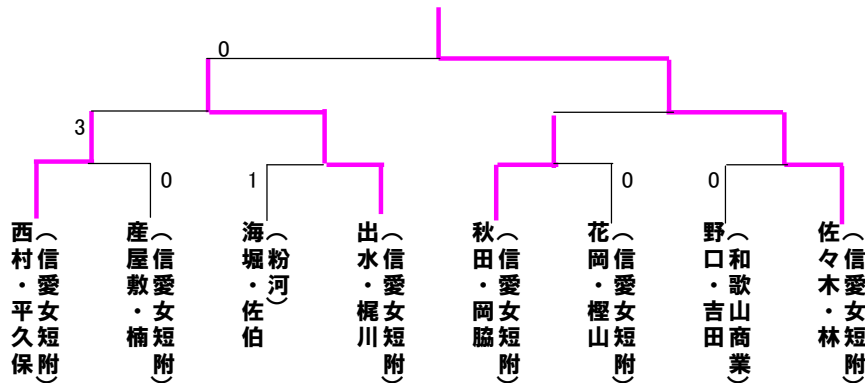 0
3
0
1
0
0
西村・平久保
(信愛女短附)
産屋敷・楠
(信愛女短附)
海堀・佐伯
(粉河)
出水・梶川
(信愛女短附)
秋田・岡脇
(信愛女短附)
花岡・樫山
(信愛女短附)
野口・吉田
(和歌山商業)
佐々木・林
(信愛女短附)